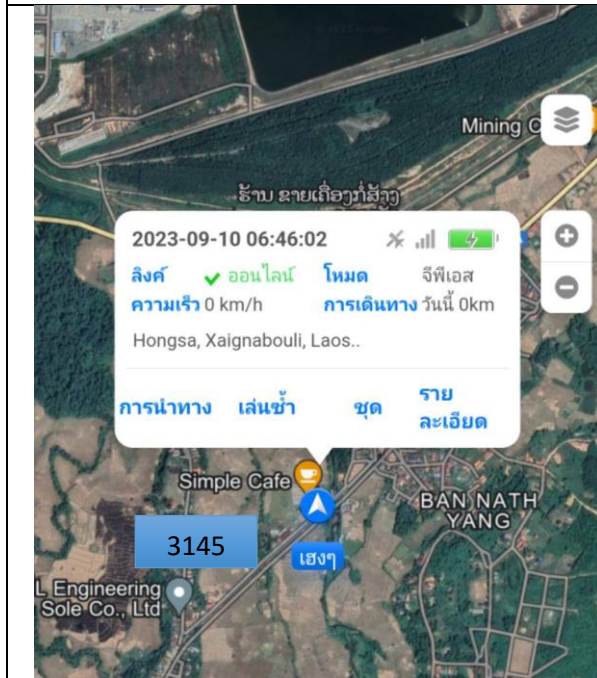 Mining C
ຮ້ານ ຂາຍເຄື່ອງກໍ່ສ້າງ
2023-09-10 06:46:02
ลิงค์ ออนไลน์ โหมด จีพีเอส
ความเร็ว 0 km/h การเดินทาง วันนี้ 0km
Hongsa, Xaignabouli, Laos..
การนำทาง เล่นซ้ำ ชุด ราย
ละเอียด
Simple Cafe
BAN NATH
YANG
3145
เฮงๆ
L Engineering
Sole Co., Ltd